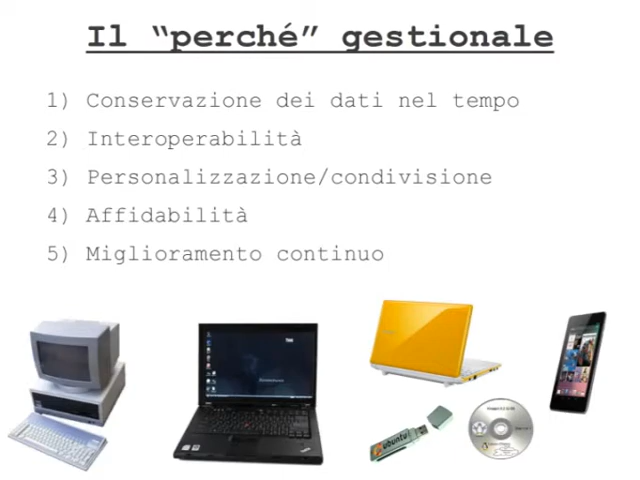 Il “perché” gestionale
1) Conservazione dei dati nel tempo
2) Interoperabilità
3) Personalizzazione/condivisione
4) Affidabilità
5) Miglioramento continuo
ubuntu